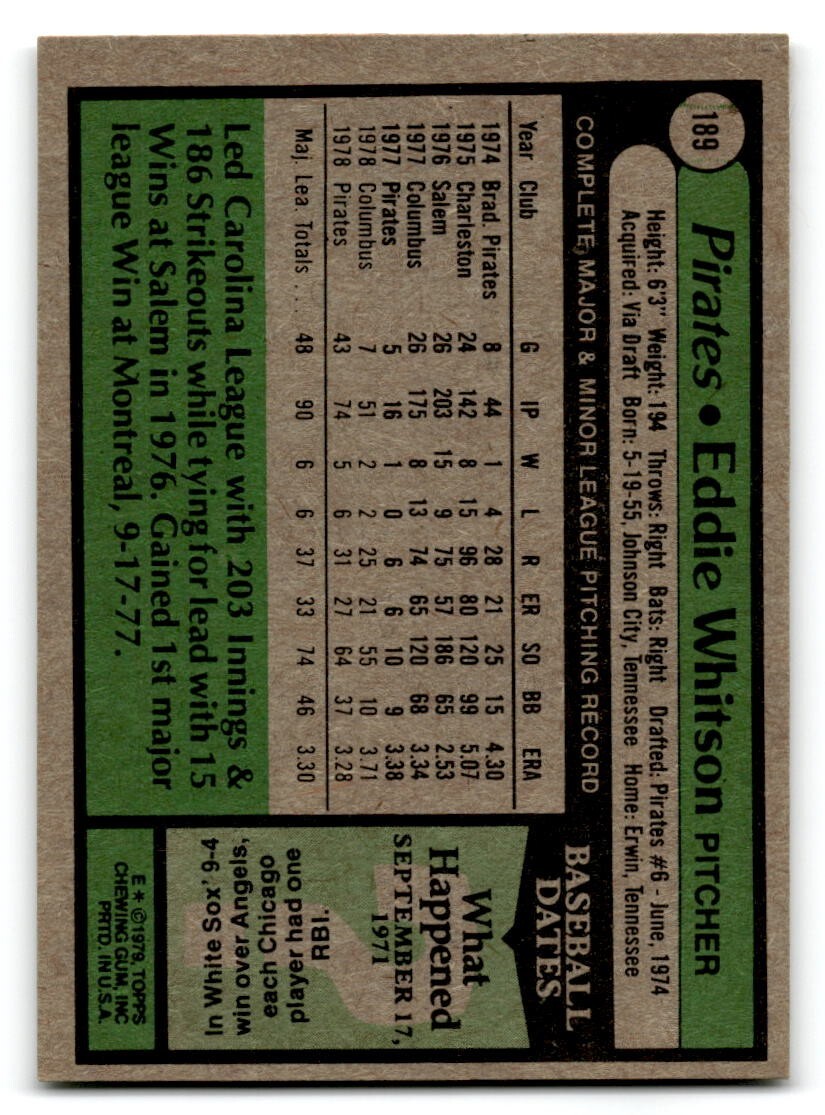 189
Pirates • Eddie Whitson PITCHER
Height: 6'3" Weight: 194 Throws: Right Bats: Right Drafted: Pirates #6 - June, 1974
Acquired: Via Draft Born: 5-19-55, Johnson City, Tennessee Home: Erwin, Tennessee
COMPLETE MAJOR & MINOR LEAGUE PITCHING RECORD
Year Club G IP W L R ER SO BB ERA
1974 Brad. Pirates 8 44 1 4 28 21 25 15 4.30
1975 Charleston 24 142 8 15 96 80 120 99 5.07
1976 Salem 26 203 15 9 75 57 186 65 2.53
1977 Columbus 26 175 8 13 74 65 120 68 3.34
1977 Pirates 5 16 1 0 6 6 10 9 3.38
1978 Columbus 7 51 2 2 25 21 55 10 3.71
1978 Pirates 43 74 5 6 31 27 64 37 3.28
Maj. Lea. Totals . . . 48 90 6 6 37 33 74 46 3.30
Led Carolina League with 203 Innings &
186 Strikeouts while tying for lead with 15
Wins at Salem in 1976. Gained 1st major
league Win at Montreal, 9-17-77.
BASEBALL
DATES
What
Happened
SEPTEMBER 17,
1971
In White Sox' 9-4
win over Angels,
each Chicago
player had one
RBI.
E * ©1979, TOPPS
CHEWING GUM, INC
PRTD. IN U.S.A.